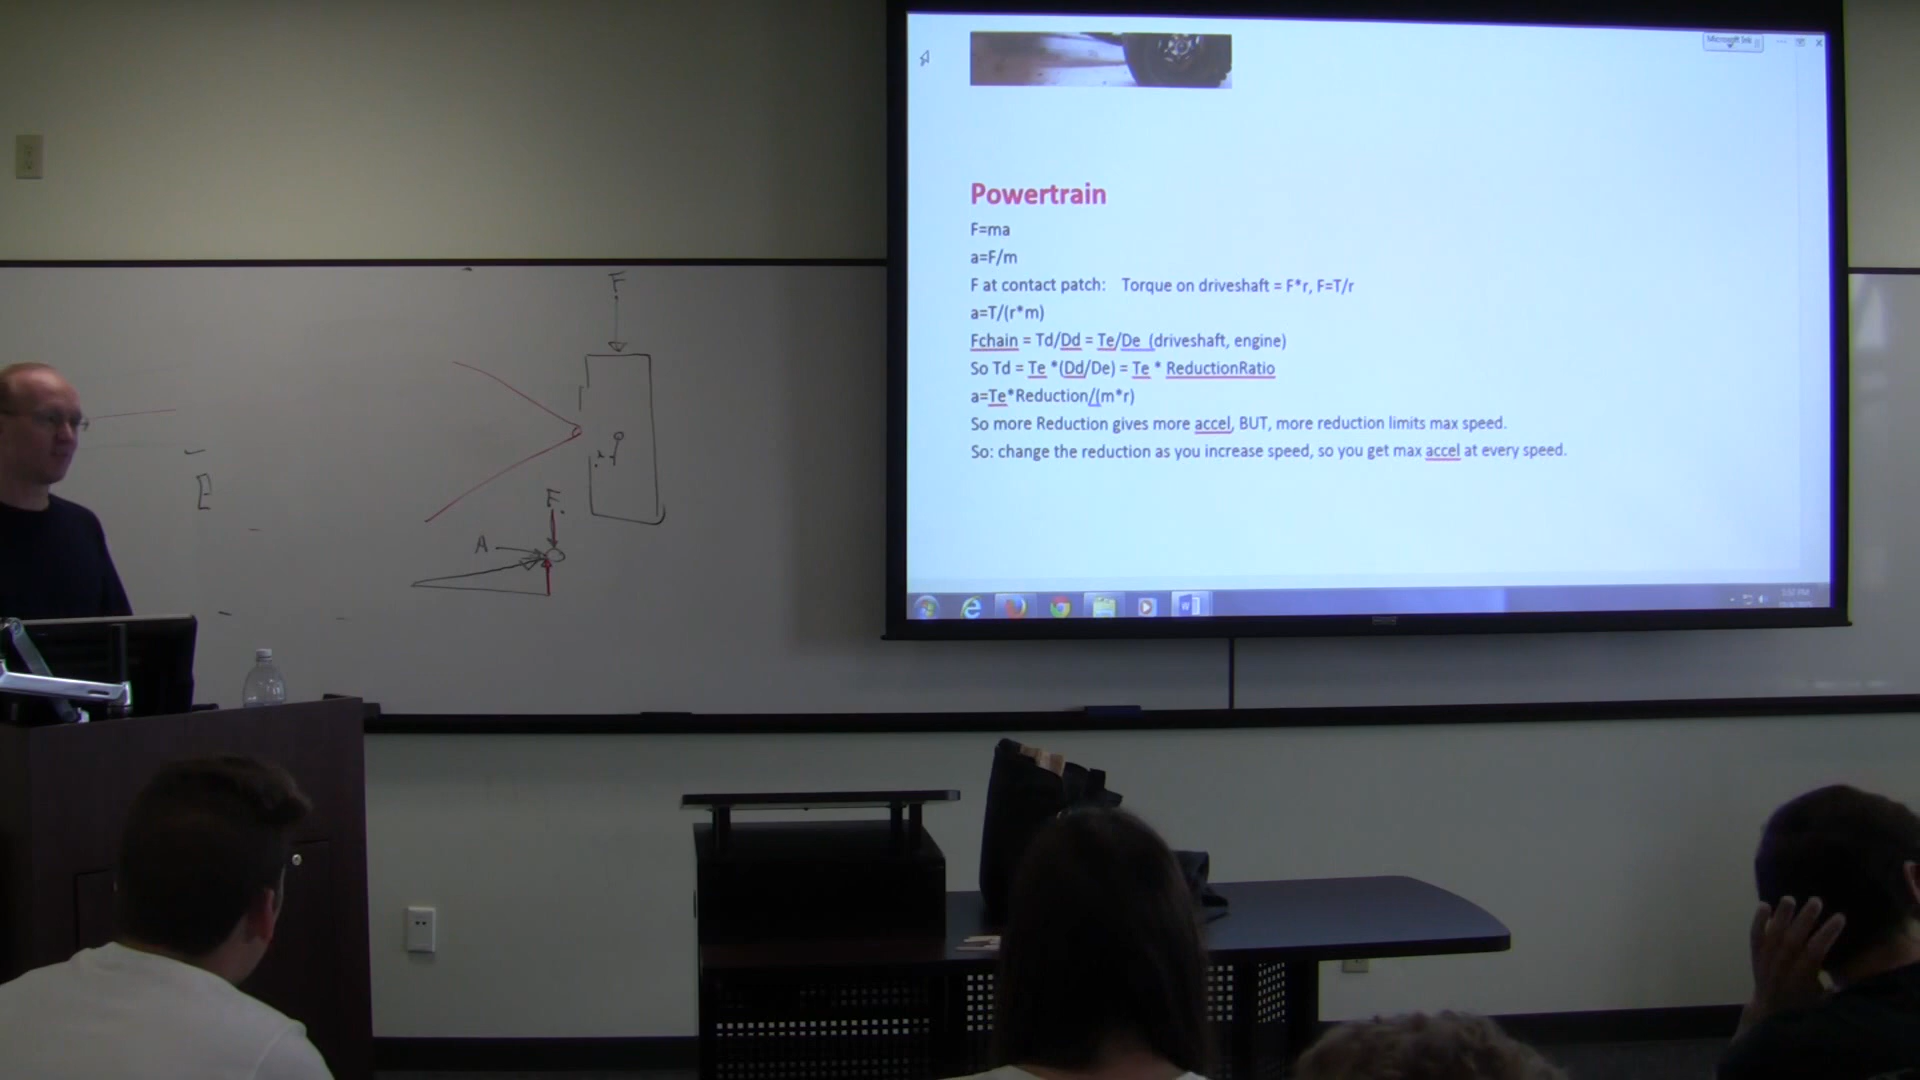 Microsoft Ink
Powertrain
F=ma
a=F/m
F at contact patch: Torque on driveshaft = F*r, F=T/r
a=T/(r*m)
Fchain = Td/Dd = Te/De (driveshaft, engine)
So Td = Te *(Dd/De) = Te * ReductionRatio
a=Te*Reduction/(m*r)
So more Reduction gives more accel, BUT, more reduction limits max speed.
So: change the reduction as you increase speed, so you get max accel at every speed.
F
F
A